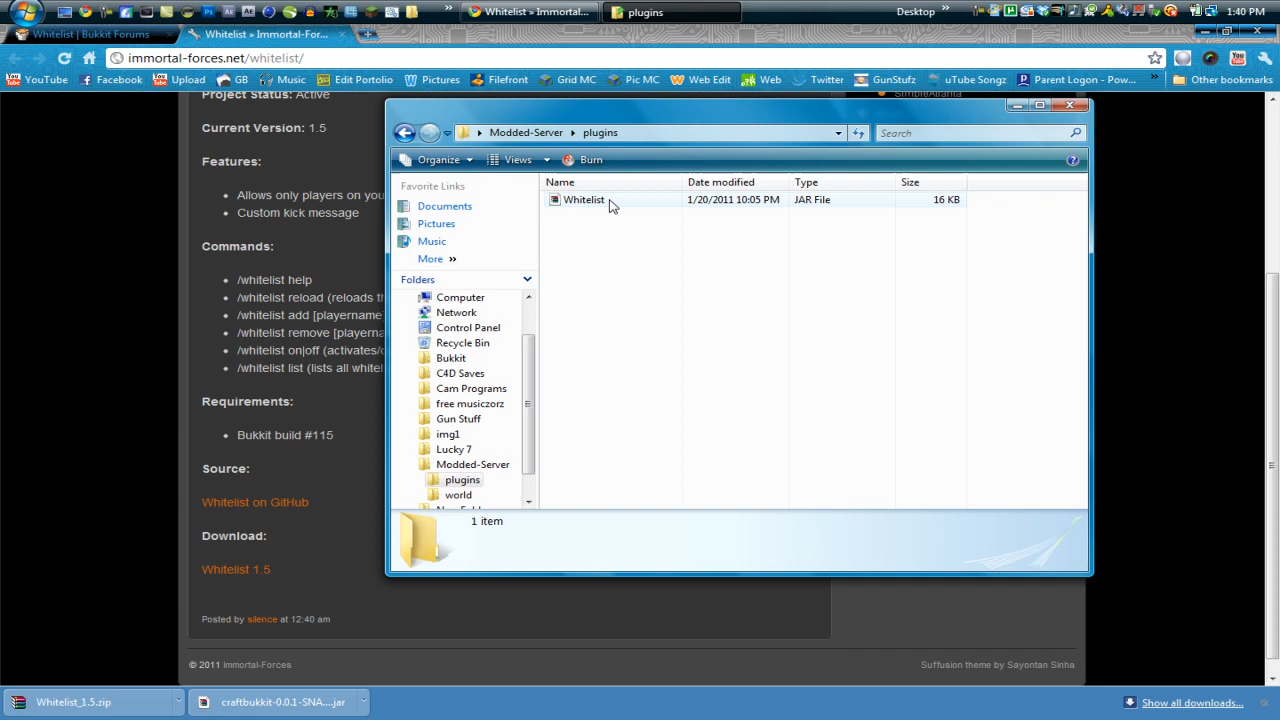 Whitelist » Immortal...
plugins
Desktop »
1:40 PM
Whitelist | Bukkit Forums
Whitelist » Immortal-For...
immortal-forces.net/whitelist/
YouTube
Facebook
Upload
GB
Music
Edit Portolio
Pictures
Filefront
Grid MC
Pic MC
Web Edit
Web
Twitter
GunStufz
uTube Songz
Parent Logon - Pow...
»
Other bookmarks
Project Status: Active
Current Version: 1.5
Features:
Allows only players on you
Custom kick message
Commands:
/whitelist help
/whitelist reload (reloads th
/whitelist add [playername
/whitelist remove [playerna
/whitelist on|off (activates/
/whitelist list (lists all whitel
Requirements:
Bukkit build #115
Source:
Whitelist on GitHub
Download:
Whitelist 1.5
Posted by silence at 12:40 am
© 2011 Immortal-Forces
Suffusion theme by Sayontan Sinha
SimpleAtlanta
Modded-Server
plugins
Search
Organize
Views
Burn
Favorite Links
Documents
Pictures
Music
More »
Folders
Computer
Network
Control Panel
Recycle Bin
Bukkit
C4D Saves
Cam Programs
free musiczorz
Gun Stuff
img1
Lucky 7
Modded-Server
plugins
world
Name
Date modified
Type
Size
Whitelist
1/20/2011 10:05 PM
JAR File
16 KB
1 item
Whitelist_1.5.zip
craftbukkit-0.0.1-SNA....jar
Show all downloads...